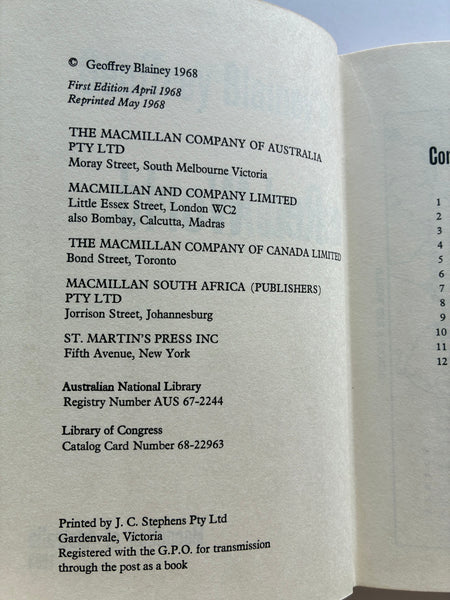 © Geoffrey Blainey 1968
First Edition April 1968
Reprinted May 1968
THE MACMILLAN COMPANY OF AUSTRALIA
PTY LTD
Moray Street, South Melbourne Victoria
MACMILLAN AND COMPANY LIMITED
Little Essex Street, London WC2
also Bombay, Calcutta, Madras
THE MACMILLAN COMPANY OF CANADA LIMITED
Bond Street, Toronto
MACMILLAN SOUTH AFRICA (PUBLISHERS)
PTY LTD
Jorrison Street, Johannesburg
ST. MARTIN'S PRESS INC
Fifth Avenue, New York
Australian National Library
Registry Number AUS 67-2244
Library of Congress
Catalog Card Number 68-22963
Printed by J. C. Stephens Pty Ltd
Gardenvale, Victoria
Registered with the G.P.O. for transmission
through the post as a book
Con
1
2
3
4
5
6
7
8
9
10
11
12